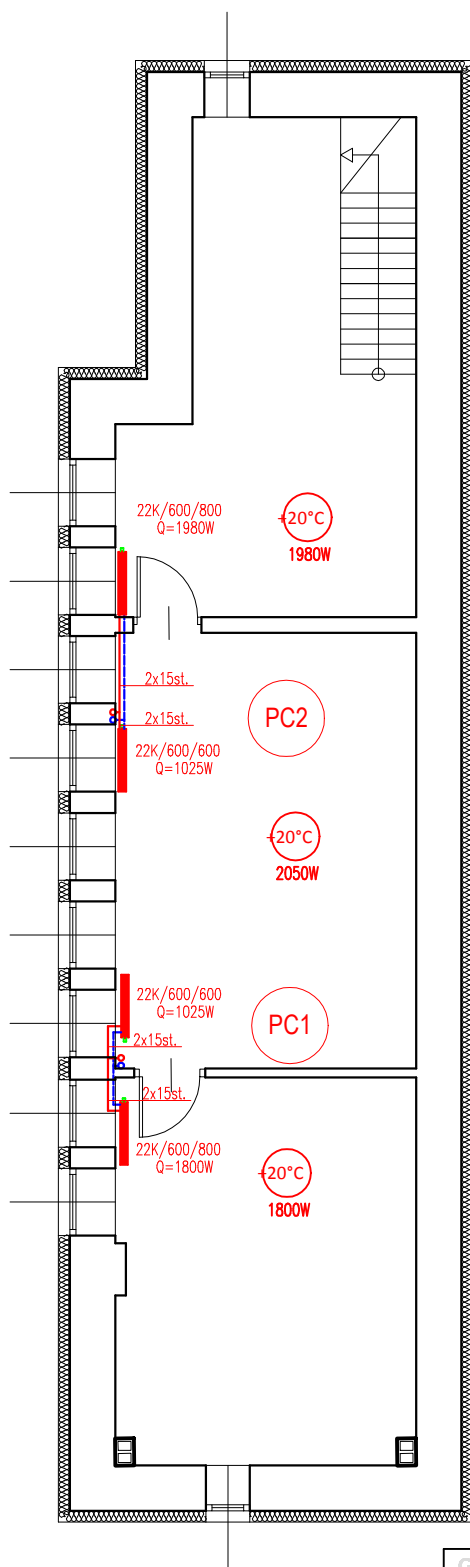 22K/600/800
Q=1980W
+20°C
1980W
2x15st.
2x15st.
PC2
22K/600/600
Q=1025W
+20°C
2050W
22K/600/600
Q=1025W
PC1
2x15st.
2x15st.
22K/600/800
Q=1800W
+20°C
1800W